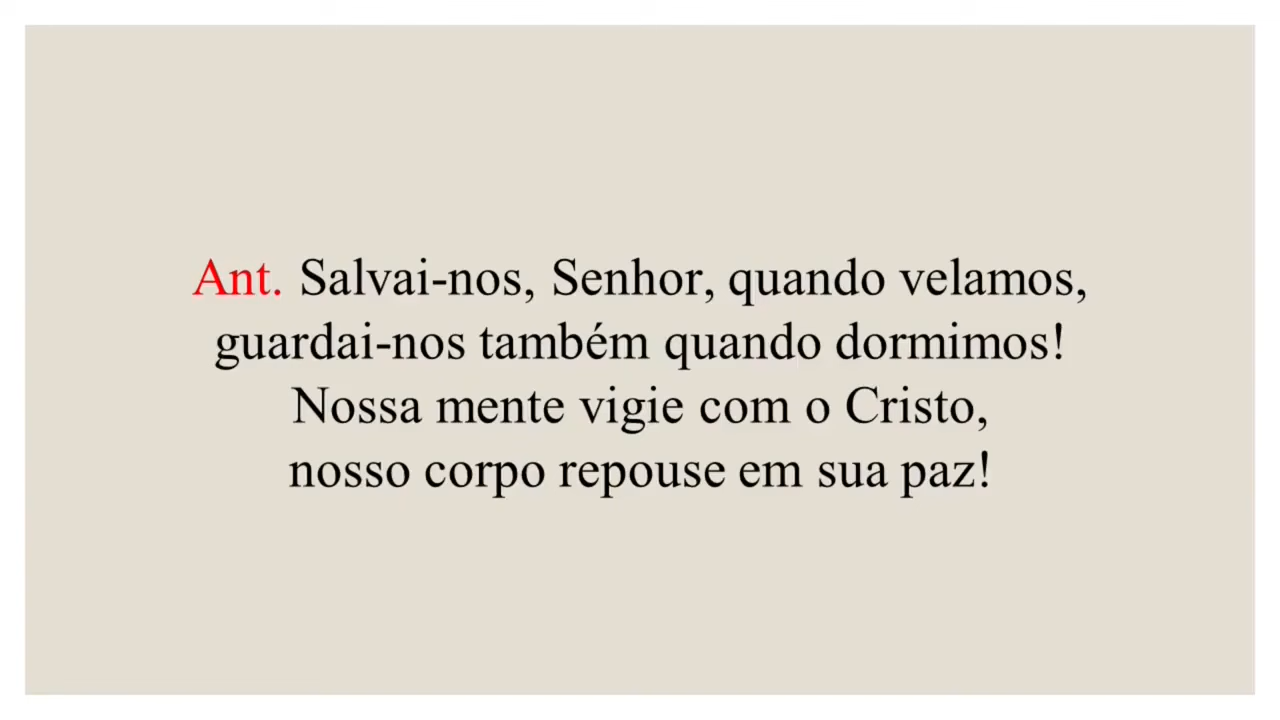 Ant. Salvai-nos, Senhor, quando velamos,
guardai-nos também quando dormimos!
Nossa mente vigie com o Cristo,
nosso corpo repouse em sua paz!